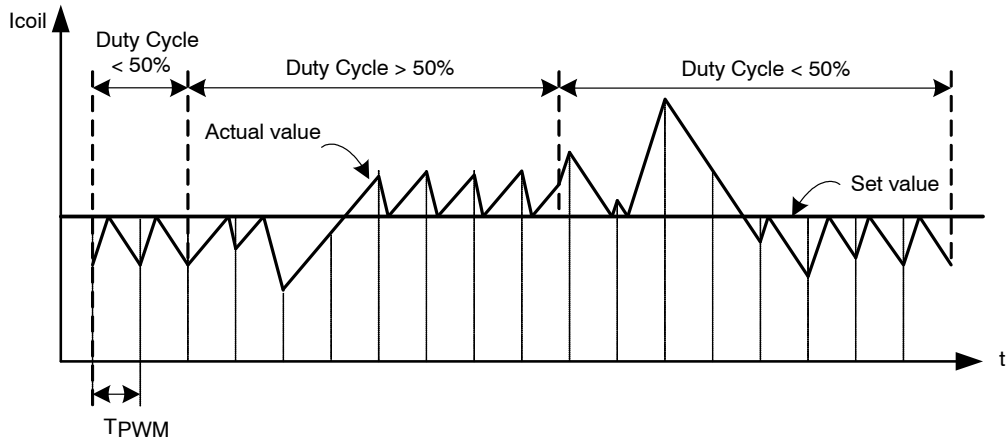 Icoil
Duty Cycle
< 50%
Duty Cycle > 50%
Duty Cycle < 50%
Actual value
Set value
t
TPWM